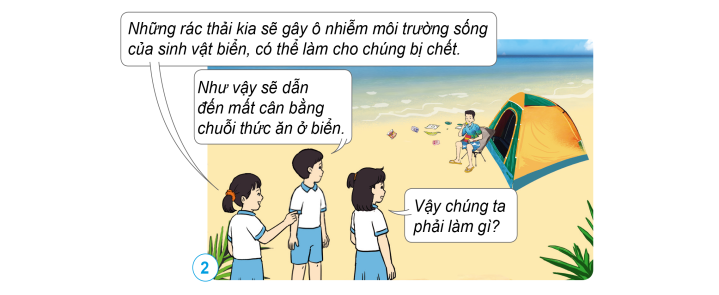 Những rác thải kia sẽ gây ô nhiễm môi trường sống
của sinh vật biển, có thể làm cho chúng bị chết.
Như vậy sẽ dẫn
đến mất cân bằng
chuỗi thức ăn ở biển.
Vậy chúng ta
phải làm gì?
2